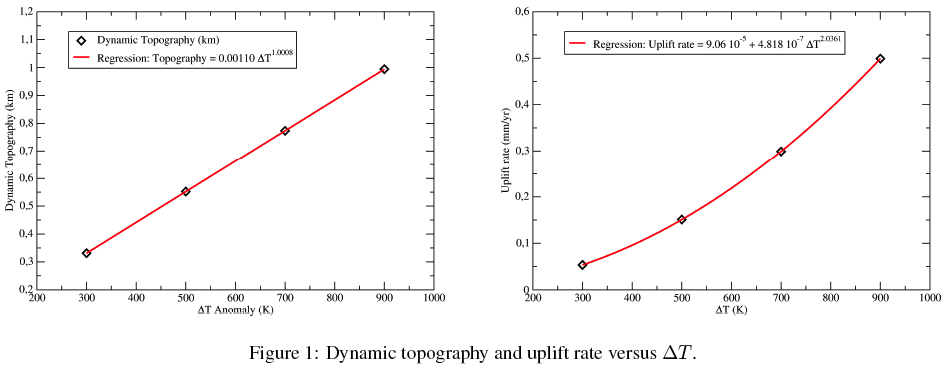 1,2
1,1
1
0,9
0,8
0,7
0,6
0,5
0,4
0,3
0,2
Dynamic Topography (km)
Dynamic Topography (km)
Regression: Topography = 0.00110 ΔT^1.0008
200 300 400 500 600 700 800 900 1000
ΔT Anomaly (K)
0,6
0,5
0,4
0,3
0,2
0,1
0
Uplift rate (mm/yr)
Regression: Uplift rate = 9.06 10^-5 + 4.818 10^-7 ΔT^2.0361
200 300 400 500 600 700 800 900 1000
ΔT (K)
Figure 1: Dynamic topography and uplift rate versus ΔT.